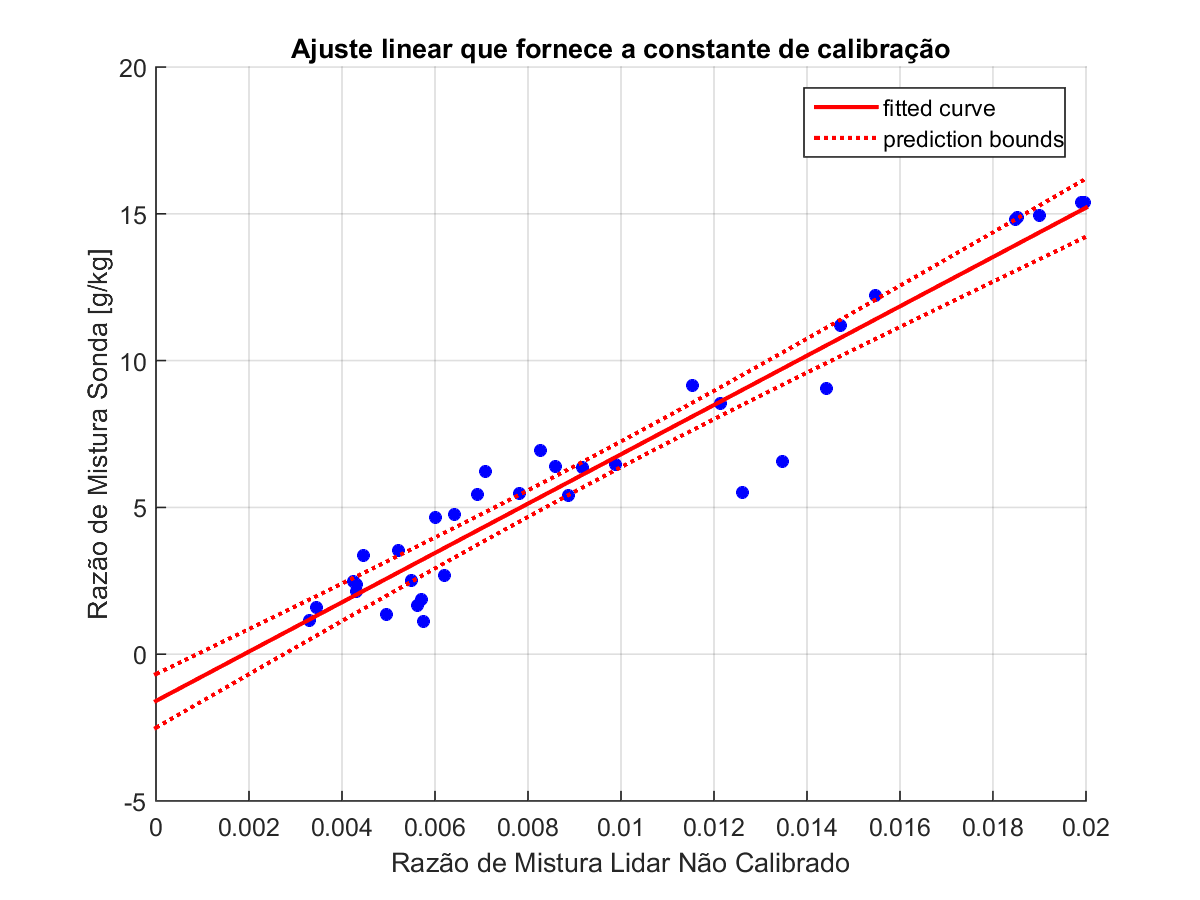 Ajuste linear que fornece a constante de calibração
fitted curve
prediction bounds
20
15
10
5
0
-5
Razão de Mistura Sonda [g/kg]
0 0.002 0.004 0.006 0.008 0.01 0.012 0.014 0.016 0.018 0.02
Razão de Mistura Lidar Não Calibrado